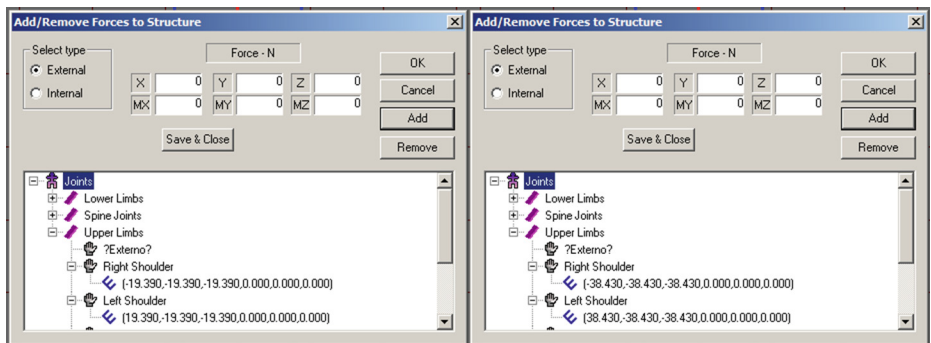 Add/Remove Forces to Structure
Select type
External
Internal
Force - N
X 0 Y 0 Z 0
MX 0 MY 0 MZ 0
Save & Close
OK
Cancel
Add
Remove
Joints
Lower Limbs
Spine Joints
Upper Limbs
?Externo?
Right Shoulder
(-19.390,-19.390,-19.390,0.000,0.000,0.000)
Left Shoulder
(19.390,-19.390,-19.390,0.000,0.000,0.000)
Add/Remove Forces to Structure
Select type
External
Internal
Force - N
X 0 Y 0 Z 0
MX 0 MY 0 MZ 0
Save & Close
OK
Cancel
Add
Remove
Joints
Lower Limbs
Spine Joints
Upper Limbs
?Externo?
Right Shoulder
(-38.430,-38.430,-38.430,0.000,0.000,0.000)
Left Shoulder
(38.430,-38.430,-38.430,0.000,0.000,0.000)